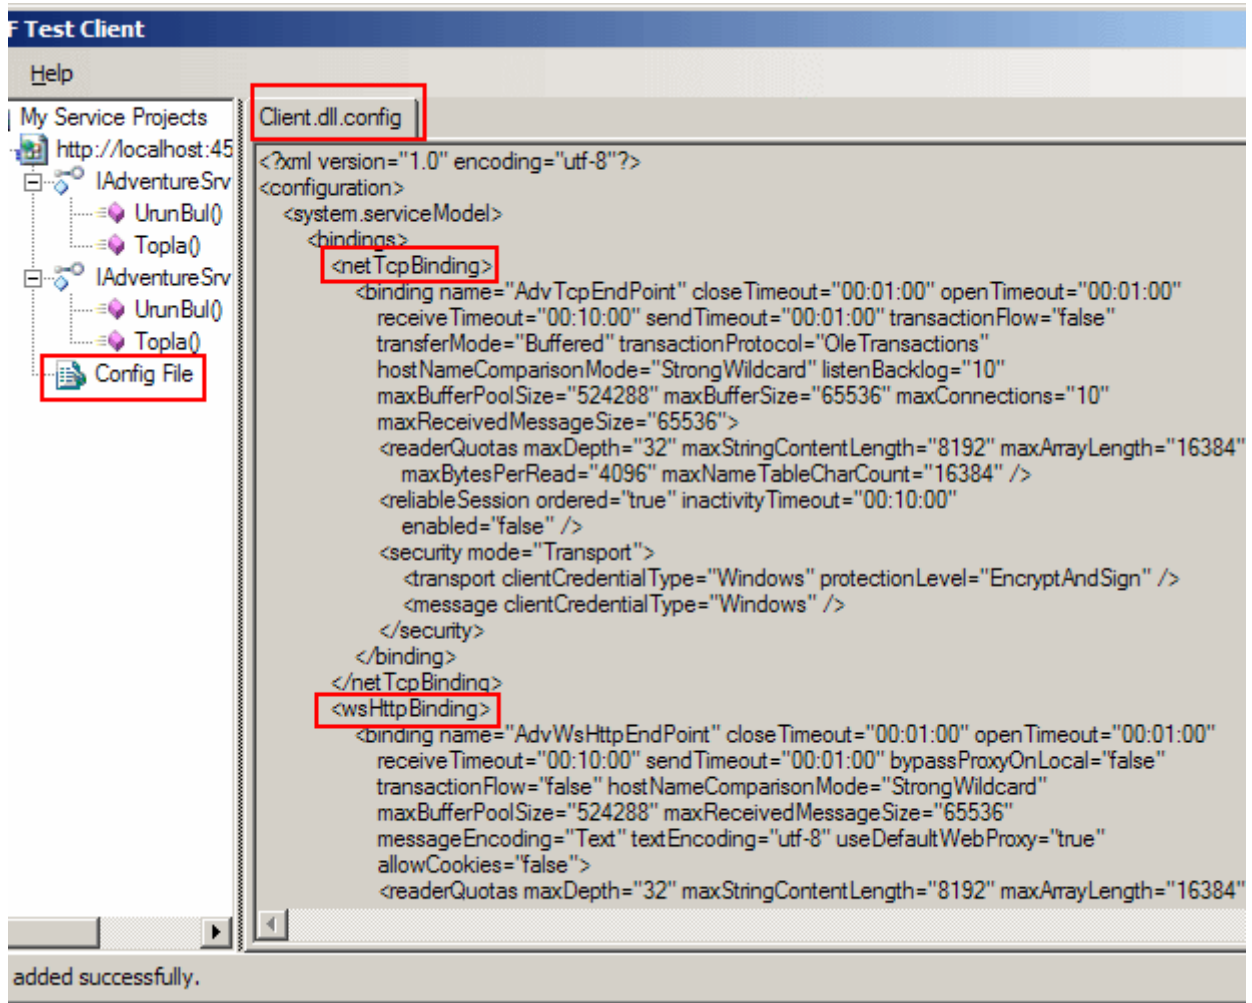 F Test Client
Help
My Service Projects
http://localhost:45
IAdventureSrv
UrunBul()
Topla()
IAdventureSrv
UrunBul()
Topla()
Config File
Client.dll.config
<?xml version="1.0" encoding="utf-8"?>
<configuration>
<system.serviceModel>
<bindings>
<netTcpBinding>
<binding name="AdvTcpEndPoint" closeTimeout="00:01:00" openTimeout="00:01:00"
receiveTimeout="00:10:00" sendTimeout="00:01:00" transactionFlow="false"
transferMode="Buffered" transactionProtocol="OleTransactions"
hostNameComparisonMode="StrongWildcard" listenBacklog="10"
maxBufferPoolSize="524288" maxBufferSize="65536" maxConnections="10"
maxReceivedMessageSize="65536">
<readerQuotas maxDepth="32" maxStringContentLength="8192" maxArrayLength="16384"
maxBytesPerRead="4096" maxNameTableCharCount="16384" />
<reliableSession ordered="true" inactivityTimeout="00:10:00"
enabled="false" />
<security mode="Transport">
<transport clientCredentialType="Windows" protectionLevel="EncryptAndSign" />
<message clientCredentialType="Windows" />
</security>
</binding>
</netTcpBinding>
<wsHttpBinding>
<binding name="AdvWsHttpEndPoint" closeTimeout="00:01:00" openTimeout="00:01:00"
receiveTimeout="00:10:00" sendTimeout="00:01:00" bypassProxyOnLocal="false"
transactionFlow="false" hostNameComparisonMode="StrongWildcard"
maxBufferPoolSize="524288" maxReceivedMessageSize="65536"
messageEncoding="Text" textEncoding="utf-8" useDefaultWebProxy="true"
allowCookies="false">
<readerQuotas maxDepth="32" maxStringContentLength="8192" maxArrayLength="16384"
added successfully.